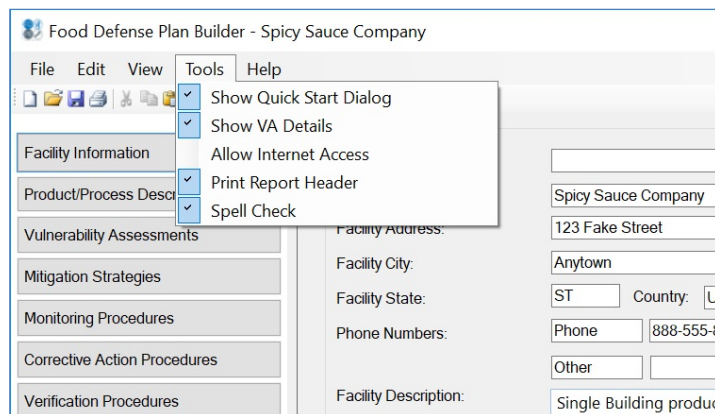 Food Defense Plan Builder - Spicy Sauce Company
File Edit View Tools Help
Show Quick Start Dialog
Show VA Details
Allow Internet Access
Print Report Header
Spell Check
Facility Information
Product/Process
Vulnerability Assessments
Mitigation Strategies
Monitoring Procedures
Corrective Action Procedures
Verification Procedures
Spicy Sauce Company
Facility Address: 123 Fake Street
Facility City: Anytown
Facility State: ST Country:
Phone Numbers: Phone 888-555-
Other
Facility Description: Single Building